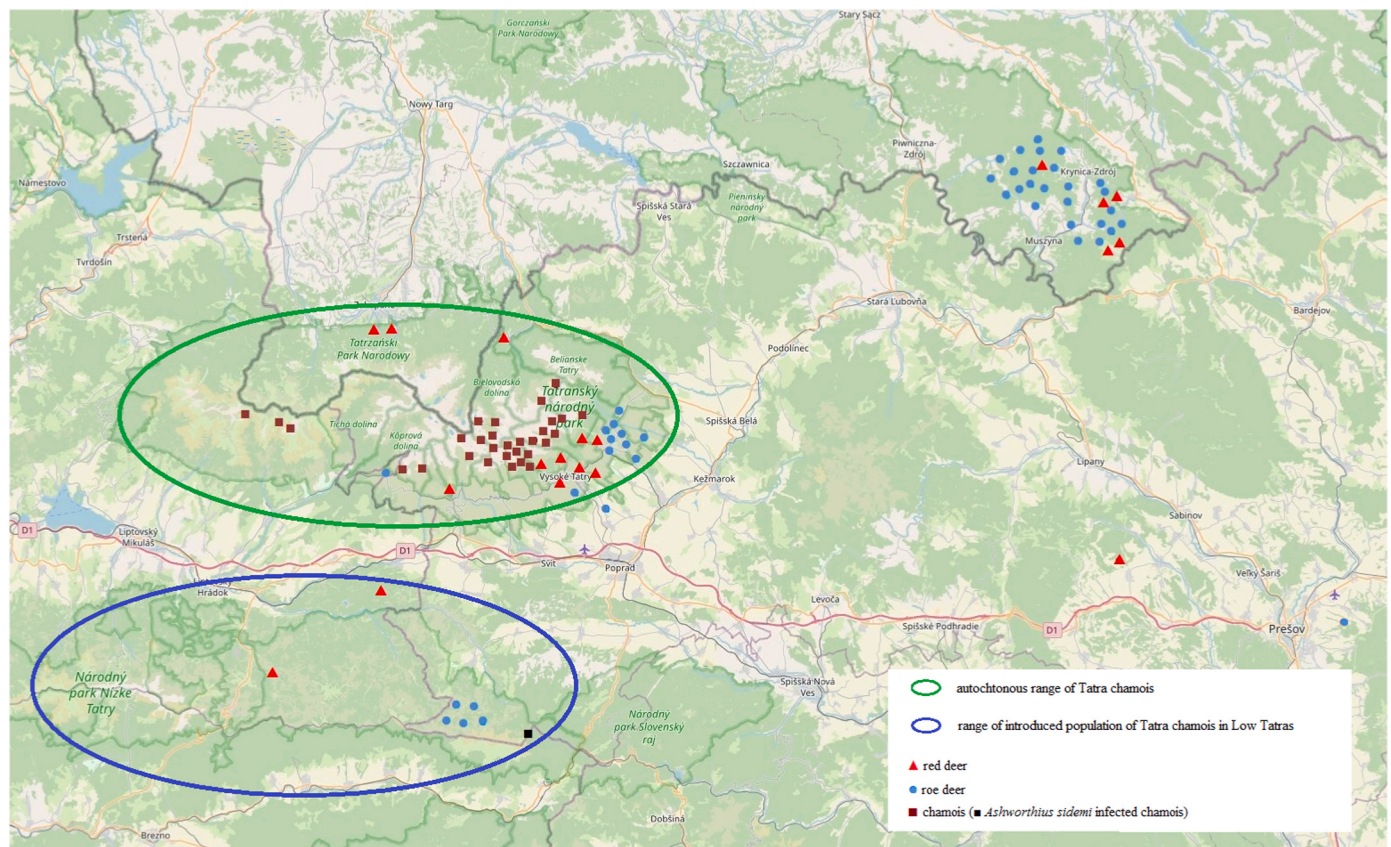 Gorczański
Park Narodowy
Stary Sącz
Nowy Targ
Piwniczna-
Zdrój
Szczawnica
Krynica-Zdrój
Námestovo
Pieninsky
národný
park
Spišská Stará
Ves
Trstená
Muszyna
Tvrdošín
Stará Ľubovňa
Bardejov
Tatrzański
Park Narodowy
Podolínec
Belianske
Tatry
Bielovodská
dolina
Tatranský
národný
park
Tichá dolina
Kôprová
dolina
Spišská Belá
Lipany
Vysoké Tatry
Kežmarok
Sabinov
D1
Liptovský
Mikuláš
D1
Svit
Poprad
Veľký Šariš
Hrádok
Levoča
Spišské Podhradie
D1
Prešov
Národný
park Nízke
Tatry
Spišská Nová
Ves
Národný
park Slovenský
raj
Dobšiná
Brezno
autochtonous range of Tatra chamois
range of introduced population of Tatra chamois in Low Tatras
red deer
roe deer
chamois (■ Ashworthius sidemi infected chamois)